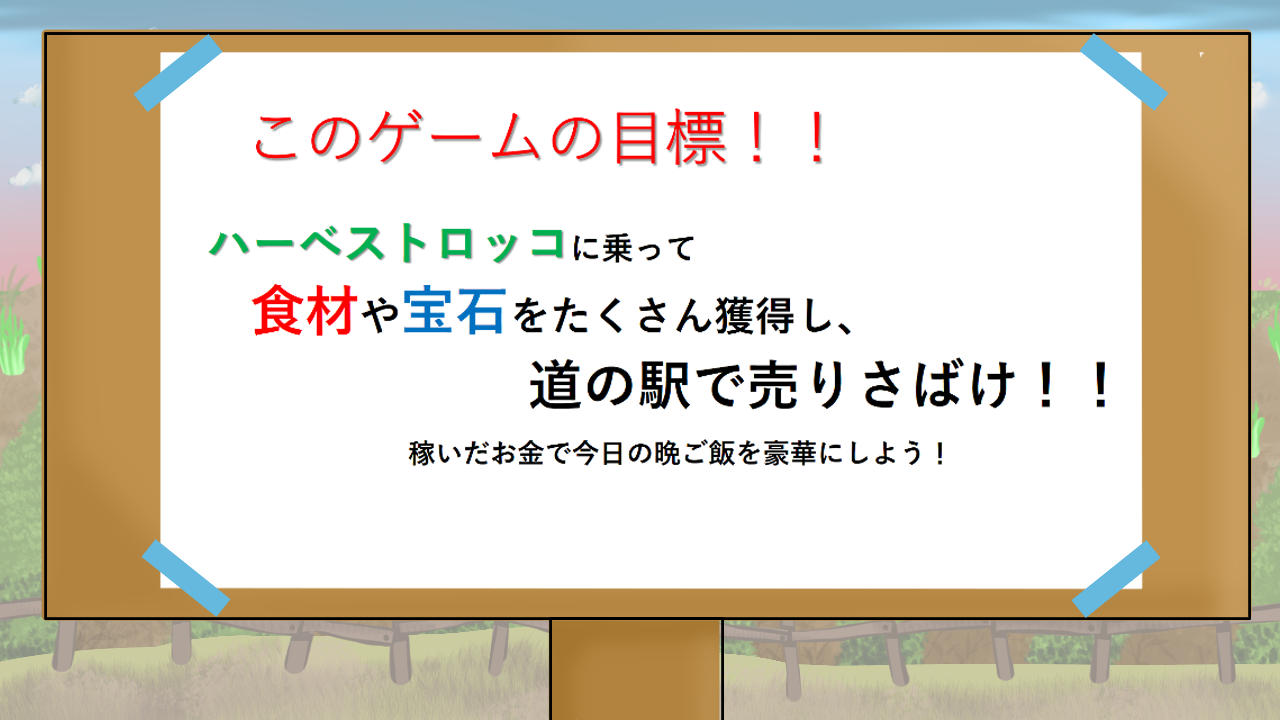 このゲームの目標！！
ハーベストロッコに乗って
食材や宝石をたくさん獲得し、
道の駅で売りさばけ！！
稼いだお金で今日の晩ご飯を豪華にしよう！